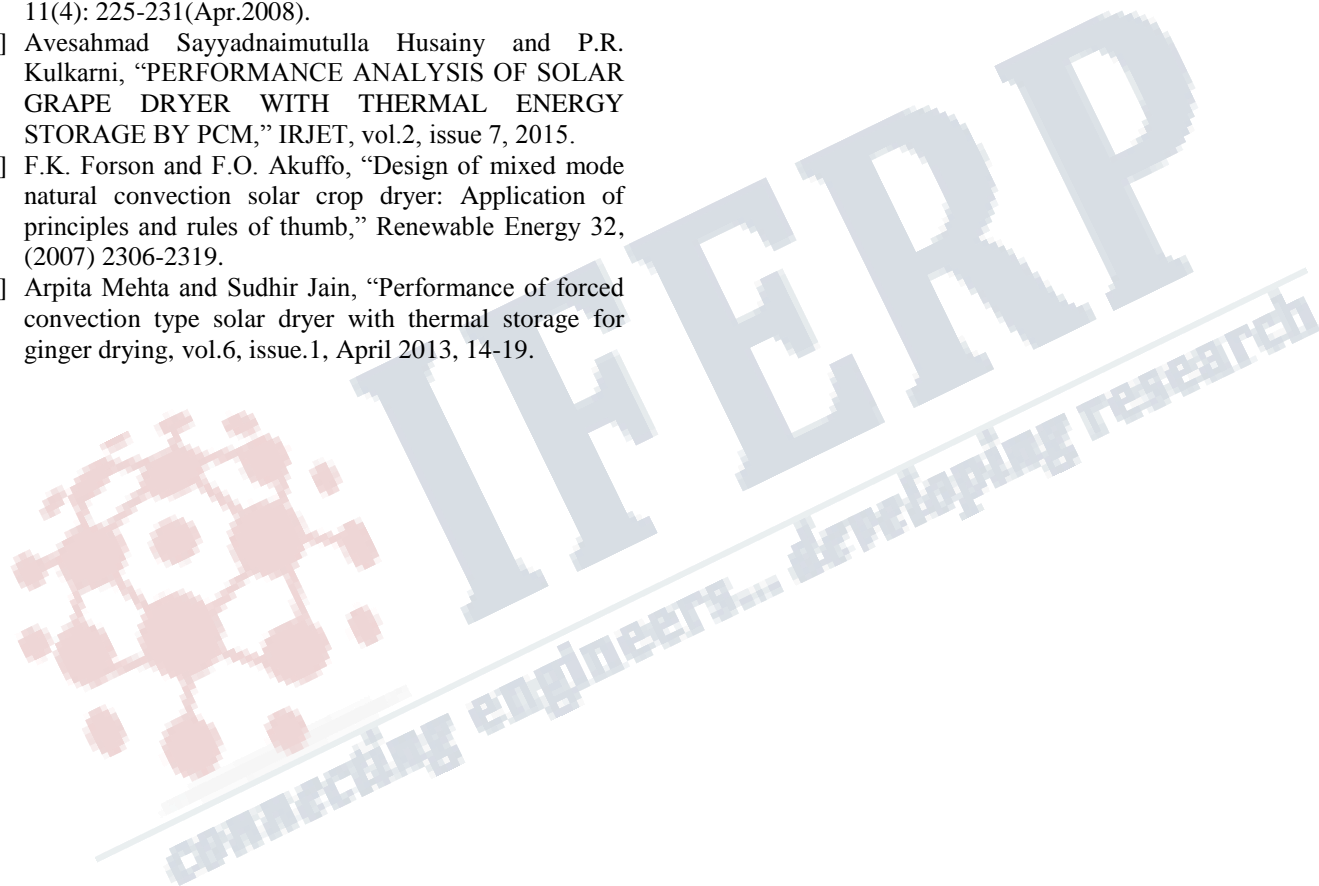 11(4): 225-231(Apr.2008).
] Avesahmad Sayyadnaimutulla Husainy and P.R.
Kulkarni, “PERFORMANCE ANALYSIS OF SOLAR
GRAPE DRYER WITH THERMAL ENERGY
STORAGE BY PCM,” IRJET, vol.2, issue 7, 2015.
] F.K. Forson and F.O. Akuffo, “Design of mixed mode
natural convection solar crop dryer: Application of
principles and rules of thumb,” Renewable Energy 32,
(2007) 2306-2319.
] Arpita Mehta and Sudhir Jain, “Performance of forced
convection type solar dryer with thermal storage for
ginger drying, vol.6, issue.1, April 2013, 14-19.
IFERP
connecting engineers... developing research